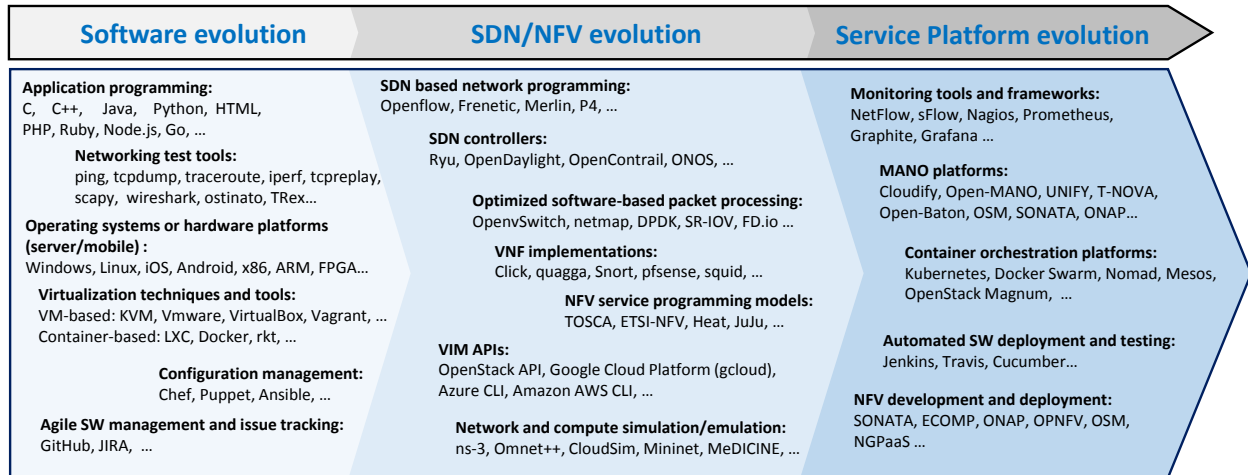 Software evolution
SDN/NFV evolution
Service Platform evolution
Application programming:
C, C++, Java, Python, HTML,
PHP, Ruby, Node.js, Go, …
Networking test tools:
ping, tcpdump, traceroute, iperf, tcpreplay,
scapy, wireshark, ostinato, TRex…
Operating systems or hardware platforms
(server/mobile) :
Windows, Linux, iOS, Android, x86, ARM, FPGA…
Virtualization techniques and tools:
VM-based: KVM, Vmware, VirtualBox, Vagrant, …
Container-based: LXC, Docker, rkt, …
Configuration management:
Chef, Puppet, Ansible, …
Agile SW management and issue tracking:
GitHub, JIRA, …
SDN based network programming:
Openflow, Frenetic, Merlin, P4, …
SDN controllers:
Ryu, OpenDaylight, OpenContrail, ONOS, …
Optimized software-based packet processing:
OpenvSwitch, netmap, DPDK, SR-IOV, FD.io …
VNF implementations:
Click, quagga, Snort, pfsense, squid, …
NFV service programming models:
TOSCA, ETSI-NFV, Heat, JuJu, …
VIM APIs:
OpenStack API, Google Cloud Platform (gcloud),
Azure CLI, Amazon AWS CLI, …
Network and compute simulation/emulation:
ns-3, Omnet++, CloudSim, Mininet, MeDICINE, …
Monitoring tools and frameworks:
NetFlow, sFlow, Nagios, Prometheus,
Graphite, Grafana …
MANO platforms:
Cloudify, Open-MANO, UNIFY, T-NOVA,
Open-Baton, OSM, SONATA, ONAP…
Container orchestration platforms:
Kubernetes, Docker Swarm, Nomad, Mesos,
OpenStack Magnum, …
Automated SW deployment and testing:
Jenkins, Travis, Cucumber…
NFV development and deployment:
SONATA, ECOMP, ONAP, OPNFV, OSM,
NGPaaS …